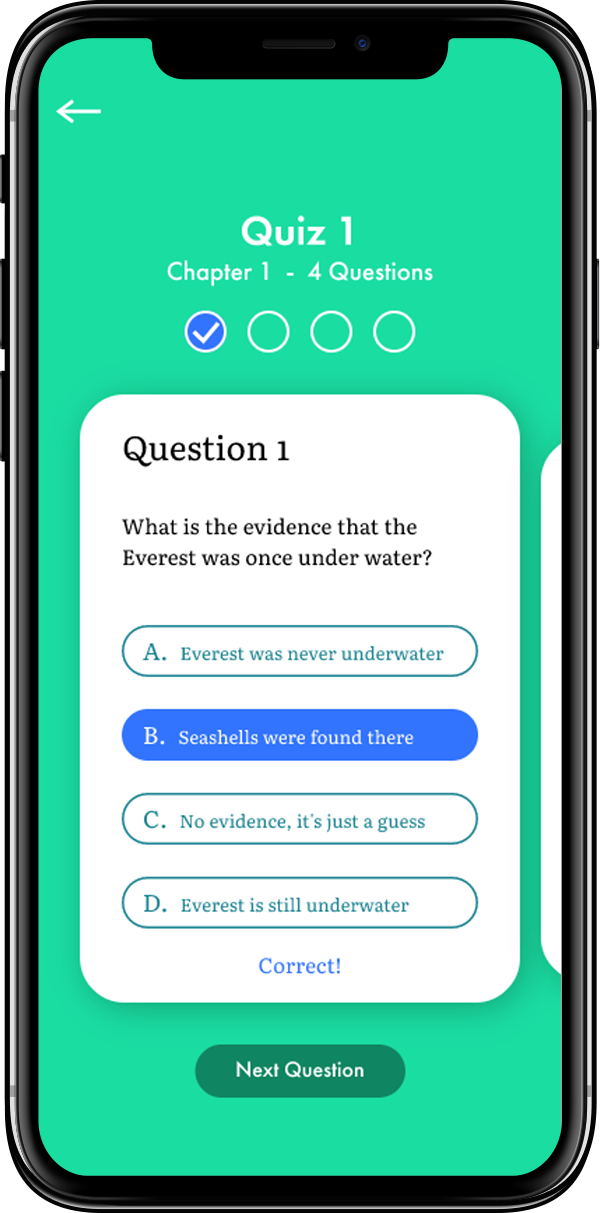 Quiz 1
Chapter 1 - 4 Questions
Question 1
What is the evidence that the
Everest was once under water?
A. Everest was never underwater
B. Seashells were found there
C. No evidence, it's just a guess
D. Everest is still underwater
Correct!
Next Question